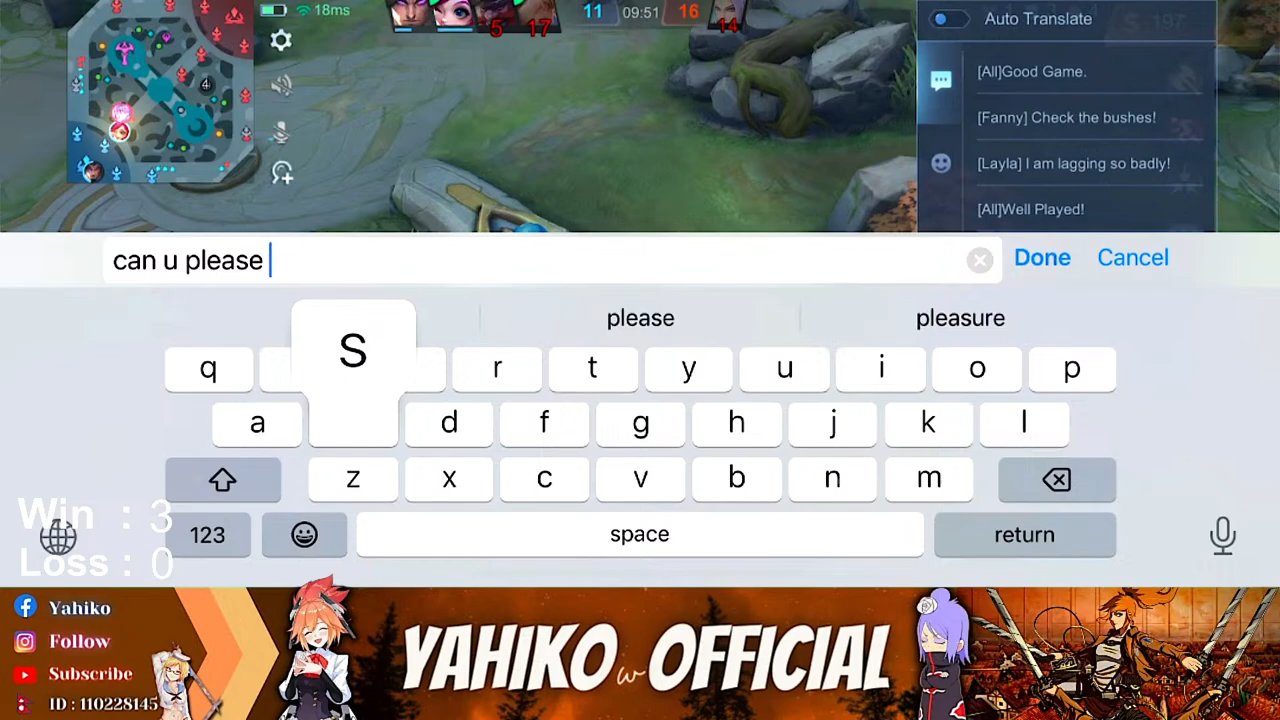 18ms
5 17
11 09:51 16
14
Auto Translate
[All]Good Game.
[Fanny] Check the bushes!
[Layla] I am lagging so badly!
[All]Well Played!
4
can u please
Done Cancel
S
please pleasure
q r t y u i o p
a d f g h j k l
z x c v b n m
123 space return
Win : 3
Loss : 0
Yahiko
Follow
Subscribe
ID : 110228145
YAHIKO w OFFICIAL